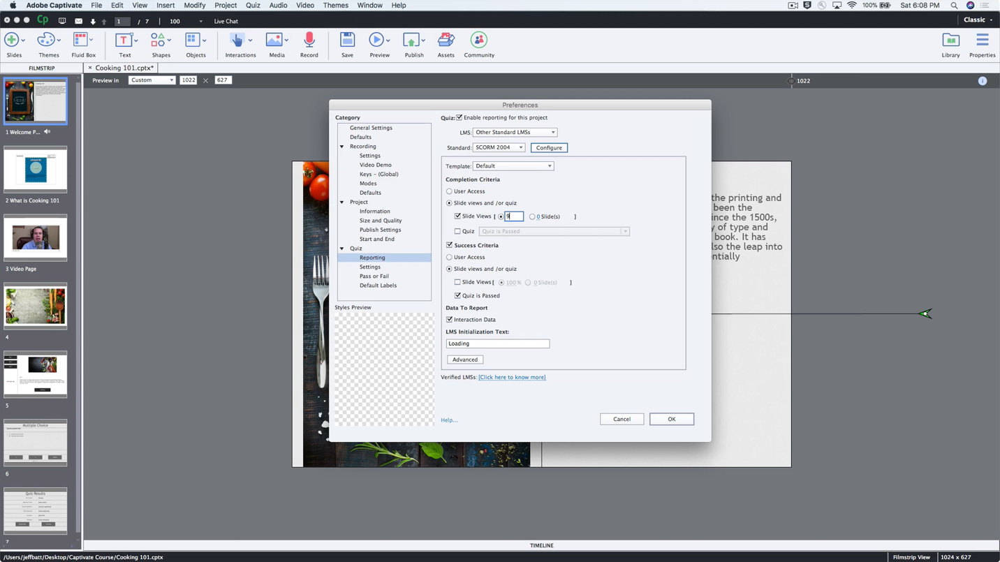 Adobe Captivate File Edit View Insert Modify Project Quiz Audio Video Themes Window Help 100% Sat 6:08 PM
Cp 1 / 7 100 Live Chat Classic
Slides Themes Fluid Box Text Shapes Objects Interactions Media Record Save Preview Publish Assets Community Library Properties
FILMSTRIP × Cooking 101.cptx*
Preview in Custom 1022 × 627 1022
1 Welcome P...
2 What is Cooking 101
3 Video Page
4
5
Multiple Choice
6
Quiz Results
7
Preferences
Category
General Settings
Defaults
Recording
Settings
Video Demo
Keys - (Global)
Modes
Defaults
Project
Information
Size and Quality
Publish Settings
Start and End
Quiz
Reporting
Settings
Pass or Fail
Default Labels
Styles Preview
Quiz: Enable reporting for this project
LMS: Other Standard LMSs
Standard: SCORM 2004 Configure
Template: Default
Completion Criteria
User Access
Slide views and /or quiz
Slide Views [ 9 0 Slide(s) ]
Quiz Quiz is Passed
Success Criteria
User Access
Slide views and /or quiz
Slide Views [ 100 % 0 Slide(s) ]
Quiz is Passed
Data To Report
Interaction Data
LMS Initialization Text:
Loading
Advanced
Verified LMSs: [Click here to know more]
Help... Cancel OK
the printing and
been the
ince the 1500s,
y of type and
book. It has
lso the leap into
entially
TIMELINE
/Users/jeffbatt/Desktop/Captivate Course/Cooking 101.cptx Filmstrip View 1024 x 627